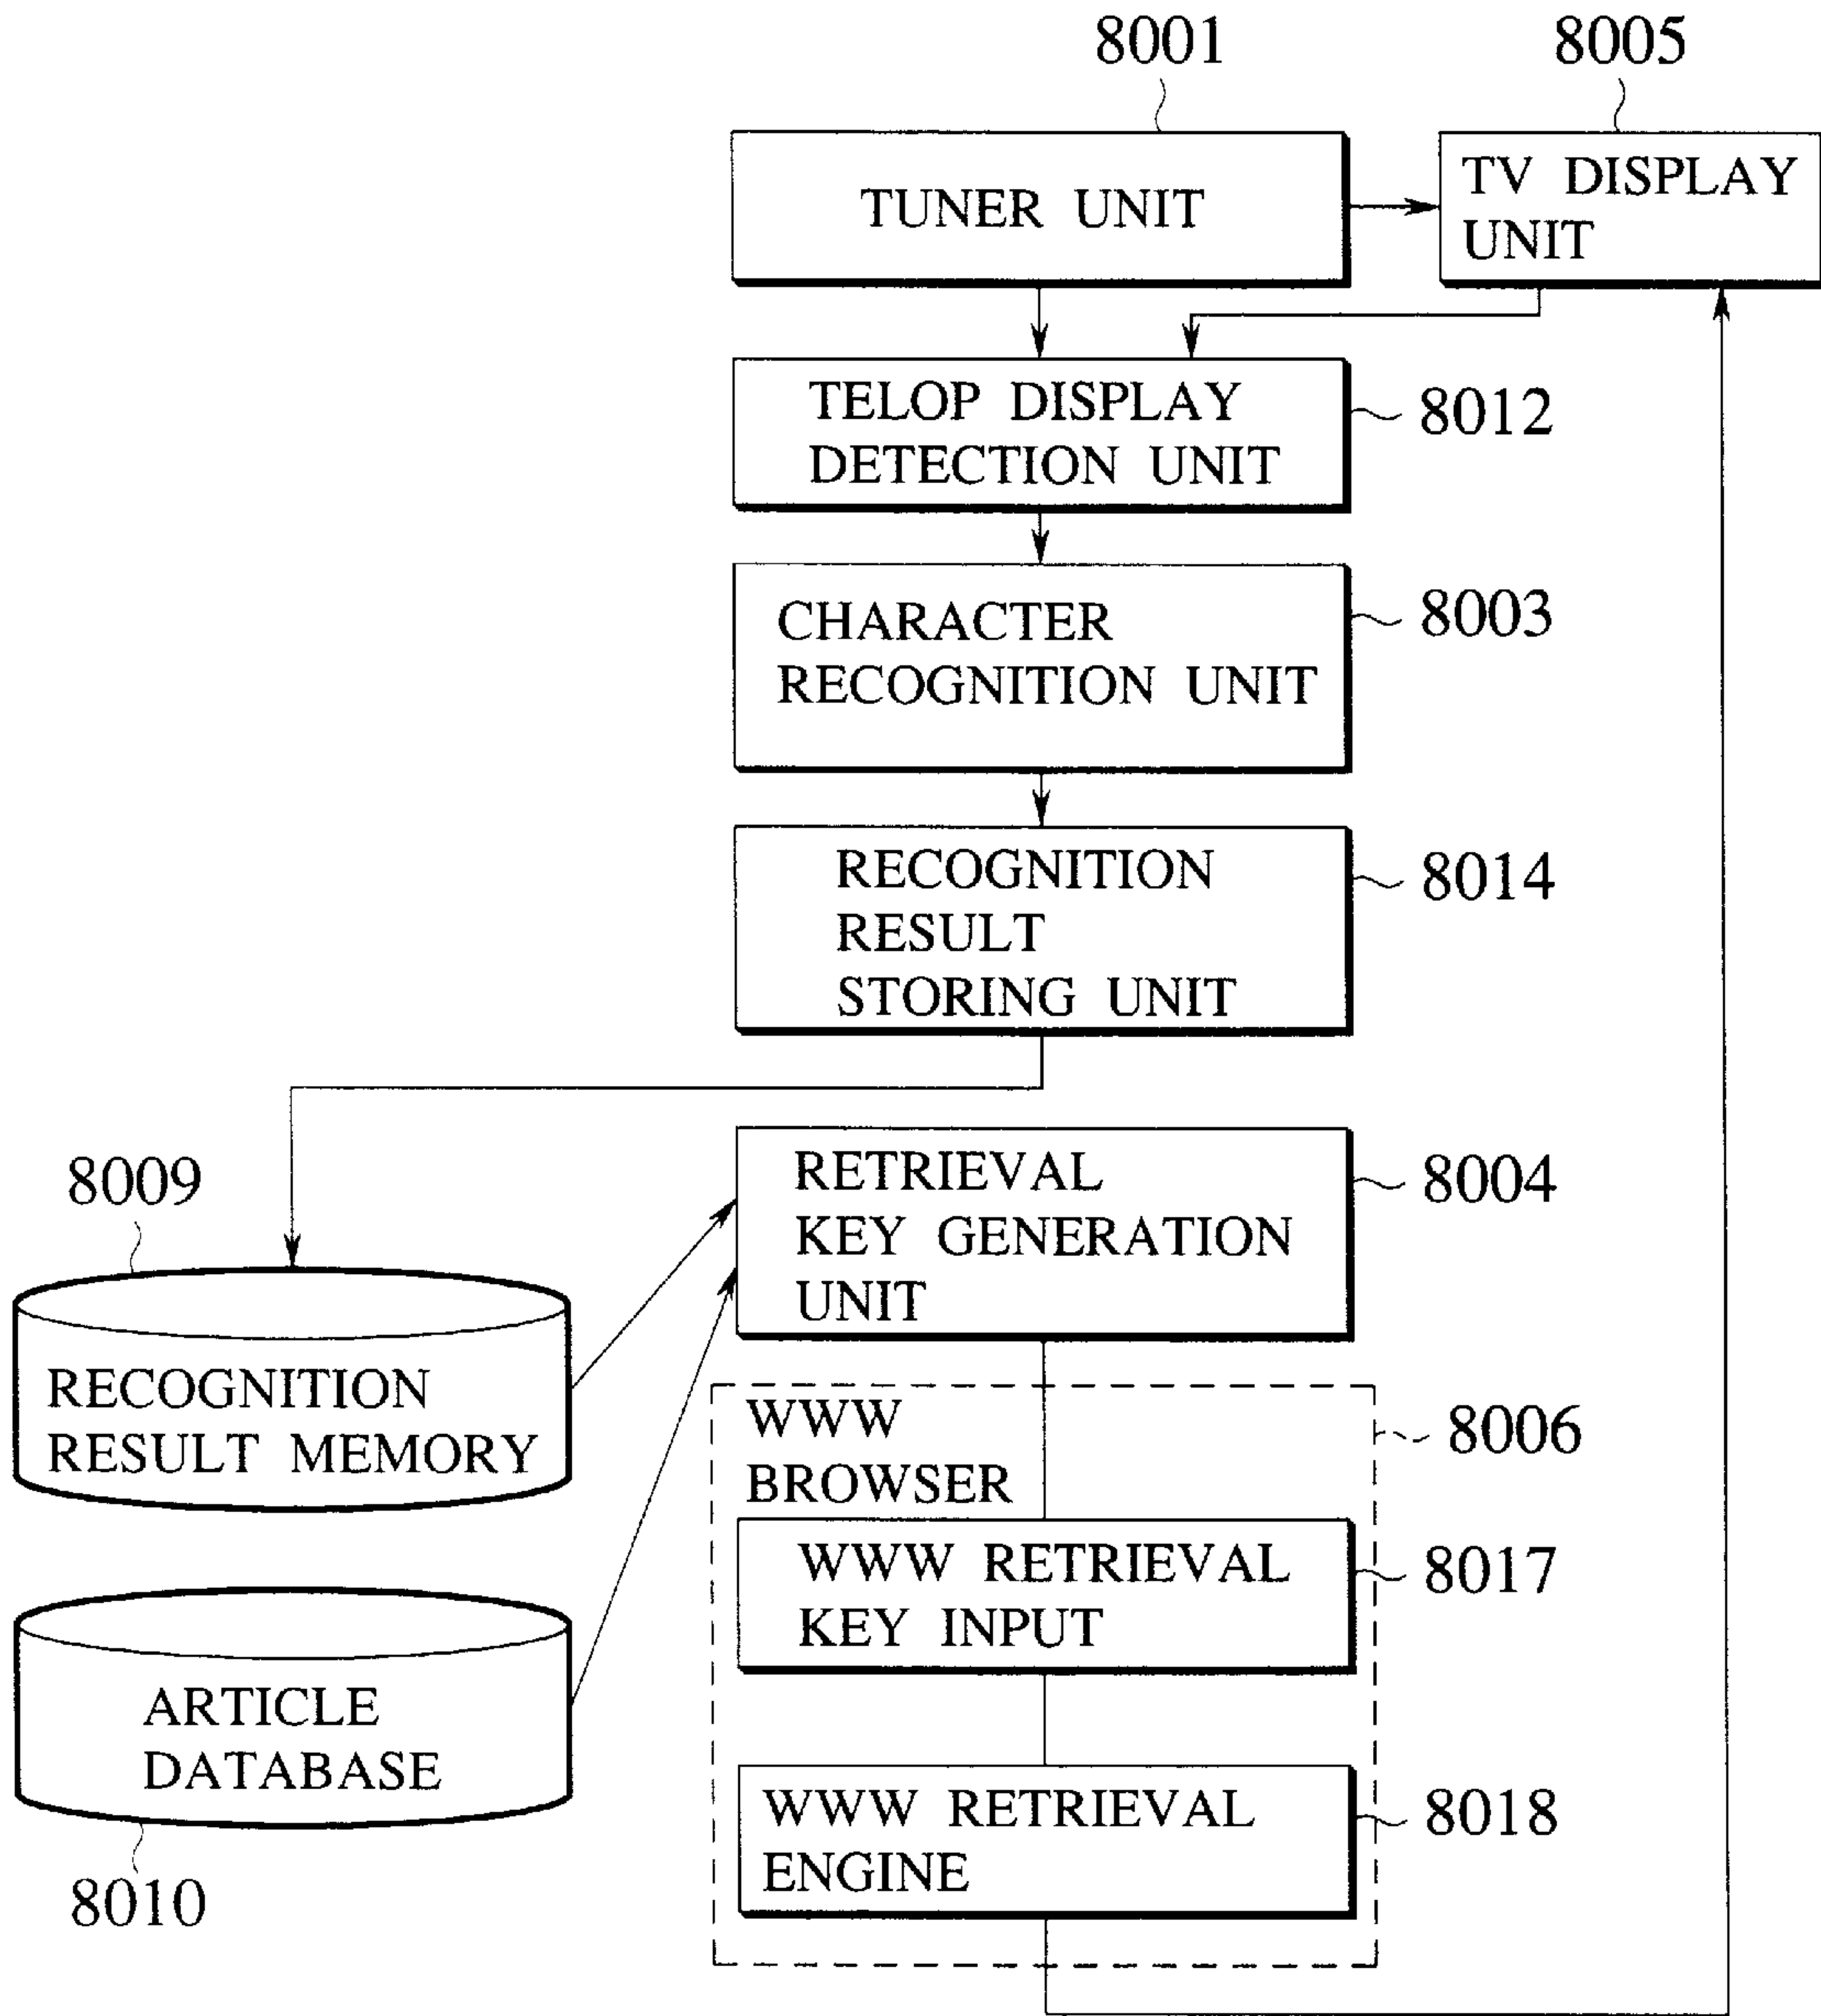 8001
8005
TUNER UNIT
TV DISPLAY
UNIT
TELOP DISPLAY
DETECTION UNIT
8012
CHARACTER
RECOGNITION UNIT
8003
RECOGNITION
RESULT
STORING UNIT
8014
8009
RETRIEVAL
KEY GENERATION
UNIT
8004
RECOGNITION
RESULT MEMORY
WWW
BROWSER
8006
WWW RETRIEVAL
KEY INPUT
8017
ARTICLE
DATABASE
8010
WWW RETRIEVAL
ENGINE
8018